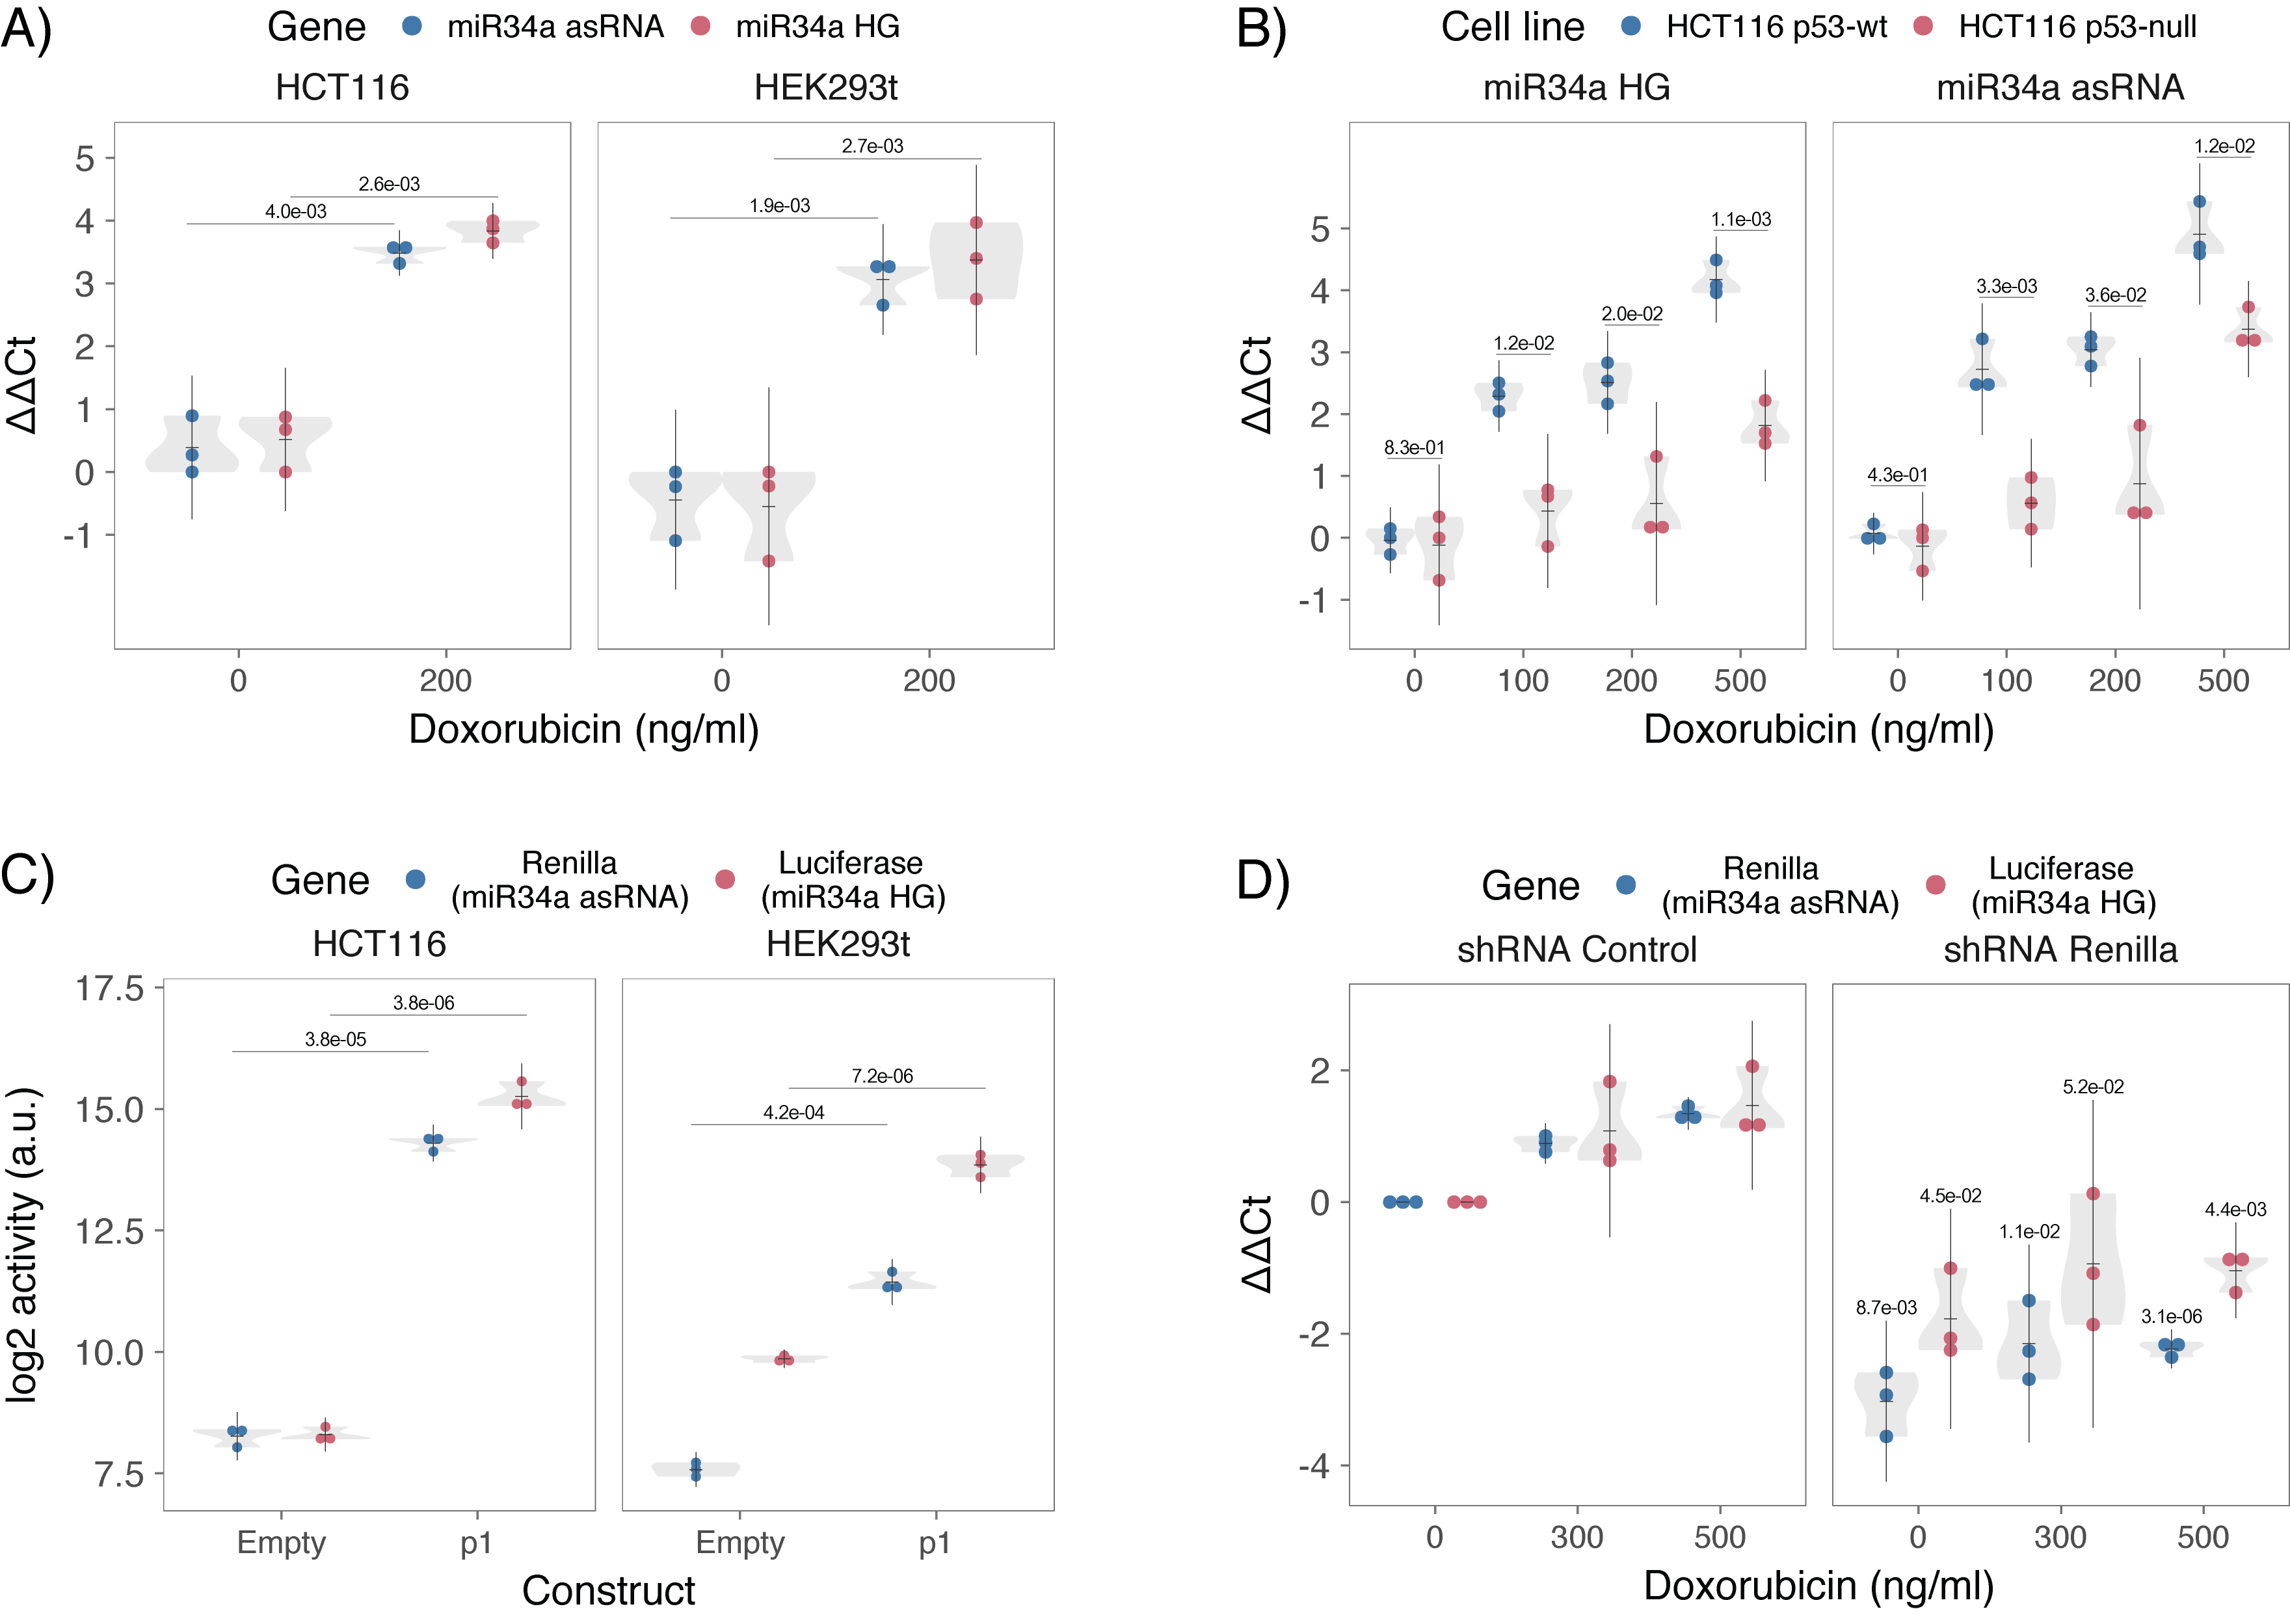 A)
Gene miR34a asRNA miR34a HG
HCT116 HEK293t
ΔΔCt
5
4
3
2
1
0
-1
4.0e-03
2.6e-03
1.9e-03
2.7e-03
0 200 0 200
Doxorubicin (ng/ml)
B)
Cell line HCT116 p53-wt HCT116 p53-null
miR34a HG miR34a asRNA
ΔΔCt
5
4
3
2
1
0
-1
8.3e-01
1.2e-02
2.0e-02
1.1e-03
4.3e-01
3.3e-03
3.6e-02
1.2e-02
0 100 200 500 0 100 200 500
Doxorubicin (ng/ml)
C)
Gene Renilla (miR34a asRNA) Luciferase (miR34a HG)
HCT116 HEK293t
log2 activity (a.u.)
17.5
15.0
12.5
10.0
7.5
3.8e-05
3.8e-06
4.2e-04
7.2e-06
Empty p1 Empty p1
Construct
D)
Gene Renilla (miR34a asRNA) Luciferase (miR34a HG)
shRNA Control shRNA Renilla
ΔΔCt
2
0
-2
-4
8.7e-03
4.5e-02
1.1e-02
5.2e-02
3.1e-06
4.4e-03
0 300 500 0 300 500
Doxorubicin (ng/ml)